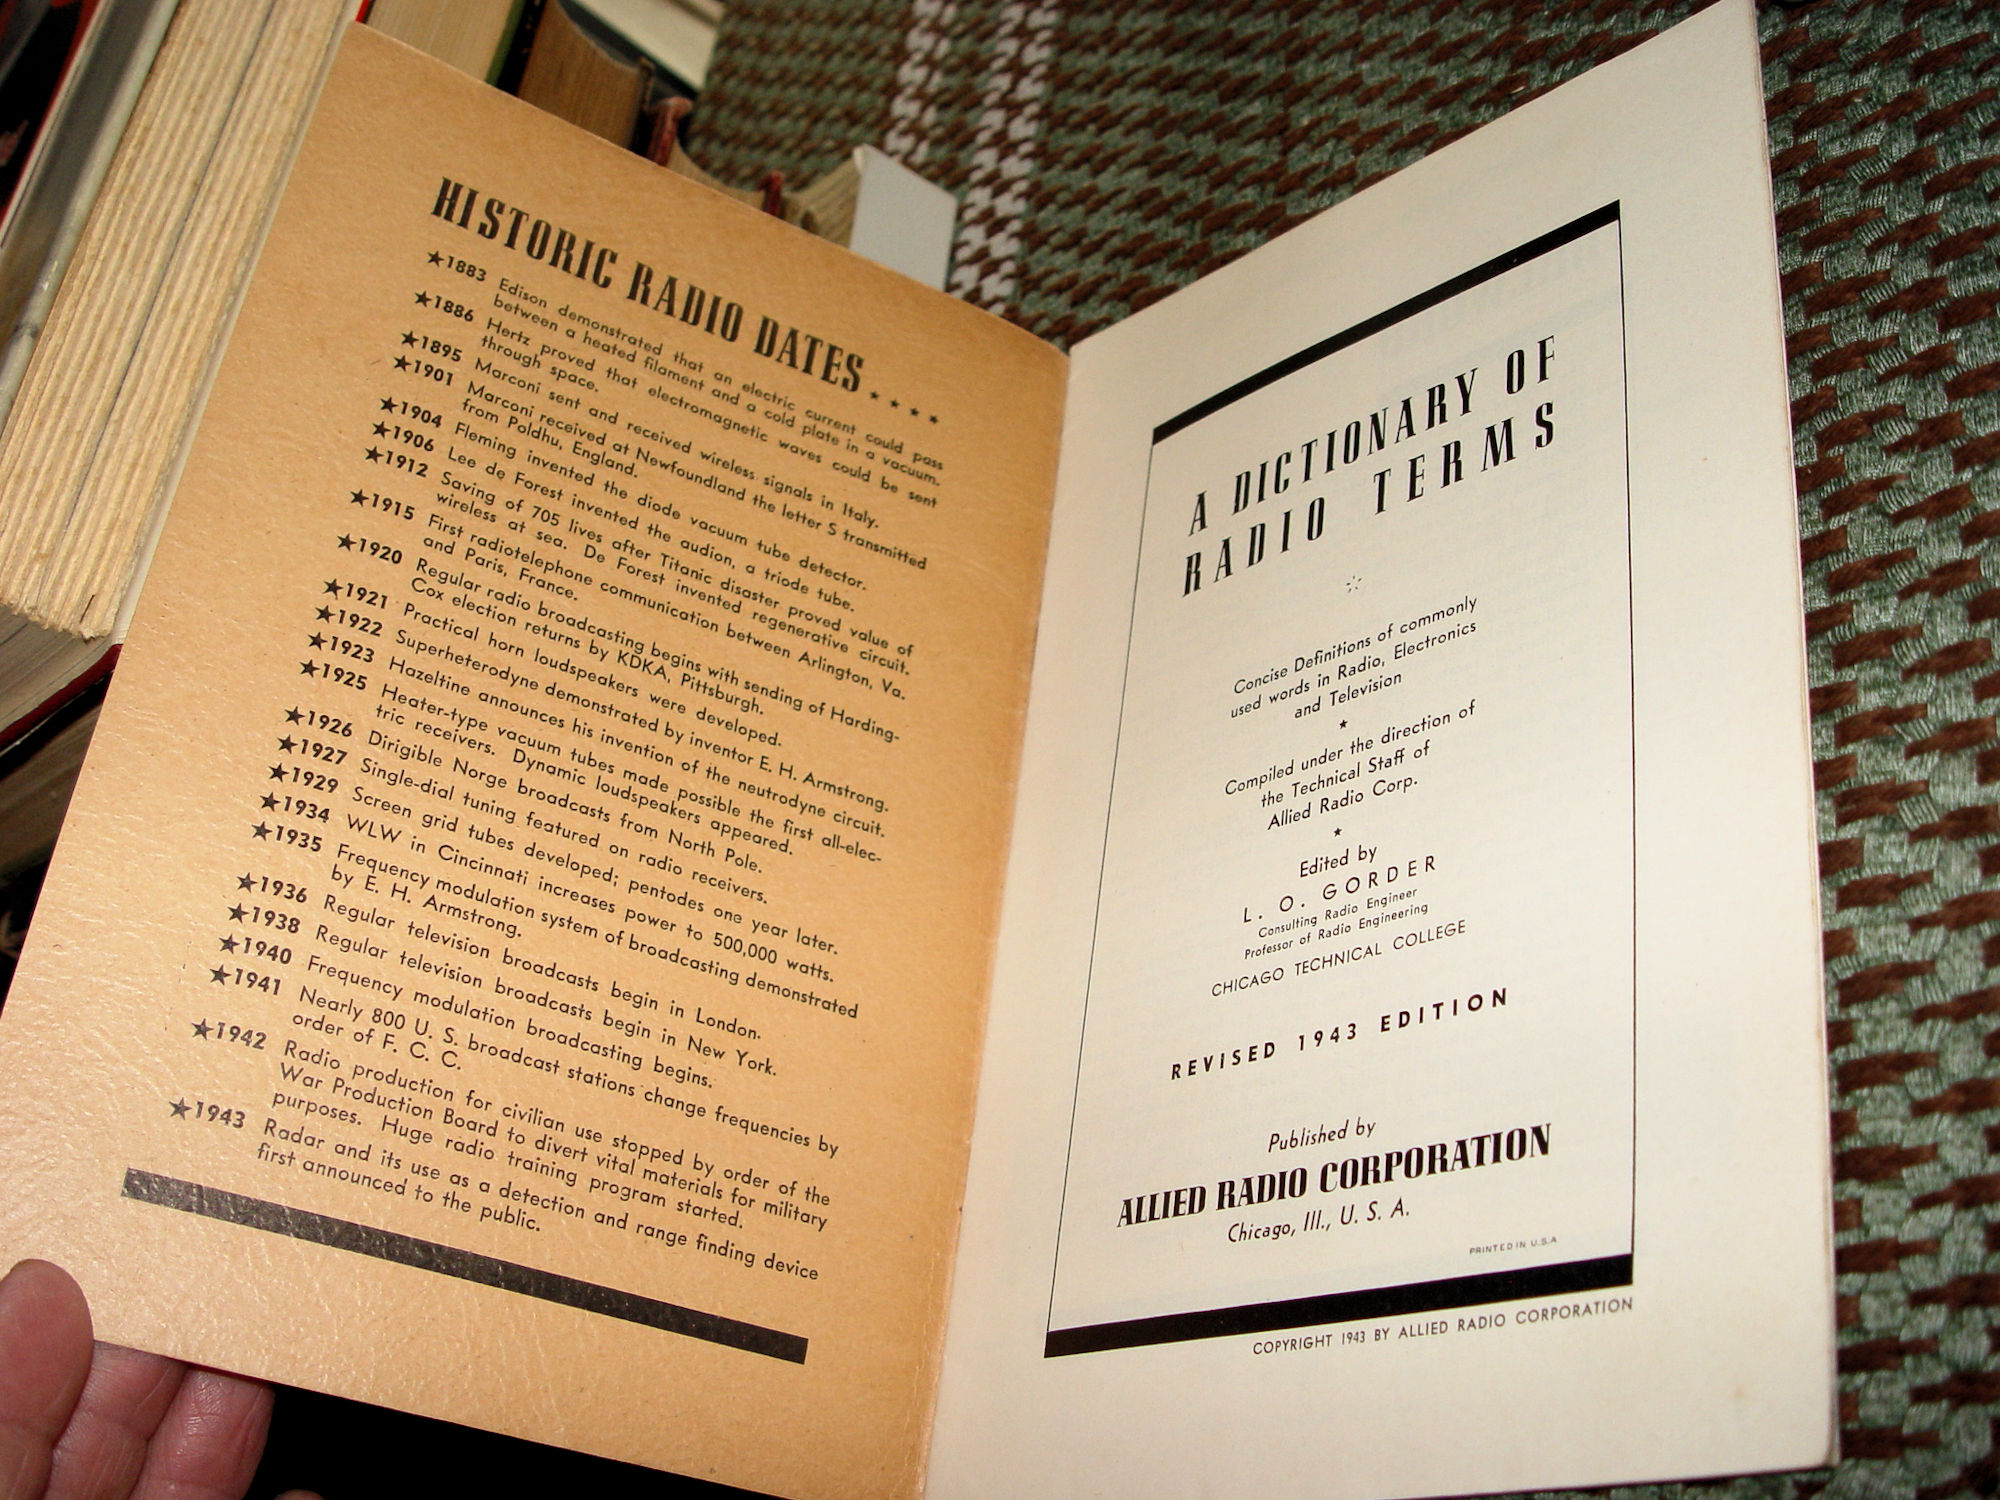 HISTORIC RADIO DATES . . . .
★1883 Edison demonstrated that an electric current could pass
between a heated filament and a cold plate in a vacuum.
★1886 Hertz proved that electromagnetic waves could be sent
through space.
★1895 Marconi sent and received wireless signals in Italy.
★1901 Marconi received at Newfoundland the letter S transmitted
from Poldhu, England.
★1904 Fleming invented the diode vacuum tube detector.
★1906 Lee de Forest invented the audion, a triode tube.
★1912 Saving of 705 lives after Titanic disaster proved value of
wireless at sea. De Forest invented regenerative circuit.
★1915 First radiotelephone communication between Arlington, Va.
and Paris, France.
★1920 Regular radio broadcasting begins with sending of Harding-
Cox election returns by KDKA, Pittsburgh.
★1921 Practical horn loudspeakers were developed.
★1922 Superheterodyne demonstrated by inventor E. H. Armstrong.
★1923 Hazeltine announces his invention of the neutrodyne circuit.
★1925 Heater-type vacuum tubes made possible the first all-elec-
tric receivers. Dynamic loudspeakers appeared.
★1926 Dirigible Norge broadcasts from North Pole.
★1927 Single-dial tuning featured on radio receivers.
★1929 Screen grid tubes developed; pentodes one year later.
★1934 WLW in Cincinnati increases power to 500,000 watts.
★1935 Frequency modulation system of broadcasting demonstrated
by E. H. Armstrong.
★1936 Regular television broadcasts begin in London.
★1938 Regular television broadcasts begin in New York.
★1940 Frequency modulation broadcasting begins.
★1941 Nearly 800 U. S. broadcast stations change frequencies by
order of F. C. C.
★1942 Radio production for civilian use stopped by order of the
War Production Board to divert vital materials for military
purposes. Huge radio training program started.
★1943 Radar and its use as a detection and range finding device
first announced to the public.
A DICTIONARY OF
RADIO TERMS
Concise Definitions of commonly
used words in Radio, Electronics
and Television
★
Compiled under the direction of
the Technical Staff of
Allied Radio Corp.
★
Edited by
L. O. GORDER
Consulting Radio Engineer
Professor of Radio Engineering
CHICAGO TECHNICAL COLLEGE
REVISED 1943 EDITION
Published by
ALLIED RADIO CORPORATION
Chicago, Ill., U. S. A.
PRINTED IN U.S.A
COPYRIGHT 1943 BY ALLIED RADIO CORPORATION